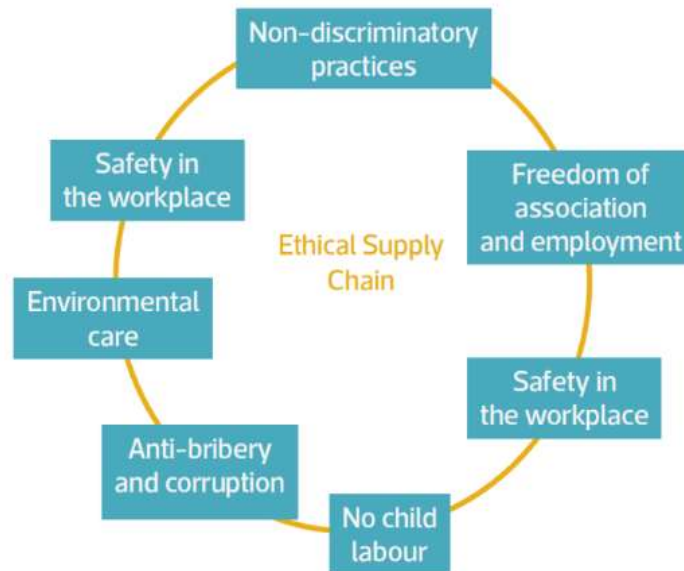 Non-discriminatory
practices
Freedom of
association
and employment
Safety in
the workplace
No child
labour
Anti-bribery
and corruption
Environmental
care
Safety in
the workplace
Ethical Supply
Chain